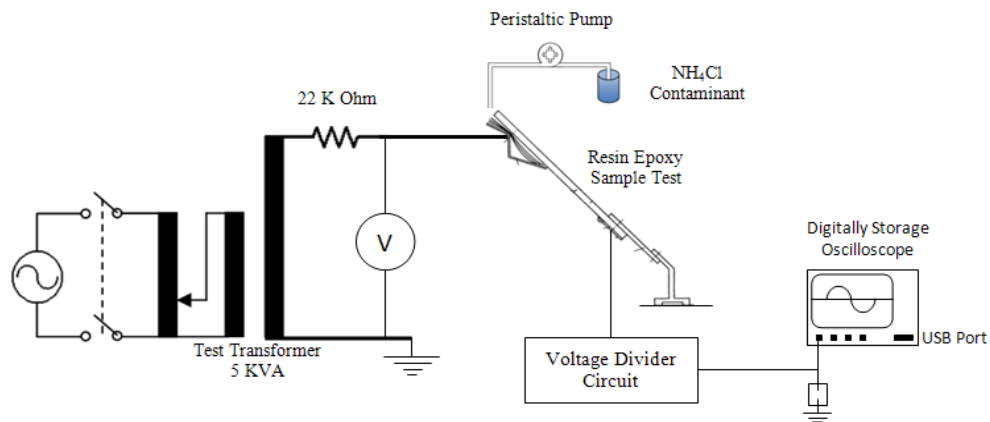 Peristaltic Pump
NH₄Cl
Contaminant
22 K Ohm
Resin Epoxy
Sample Test
V
Digitally Storage
Oscilloscope
USB Port
Test Transformer
5 KVA
Voltage Divider
Circuit